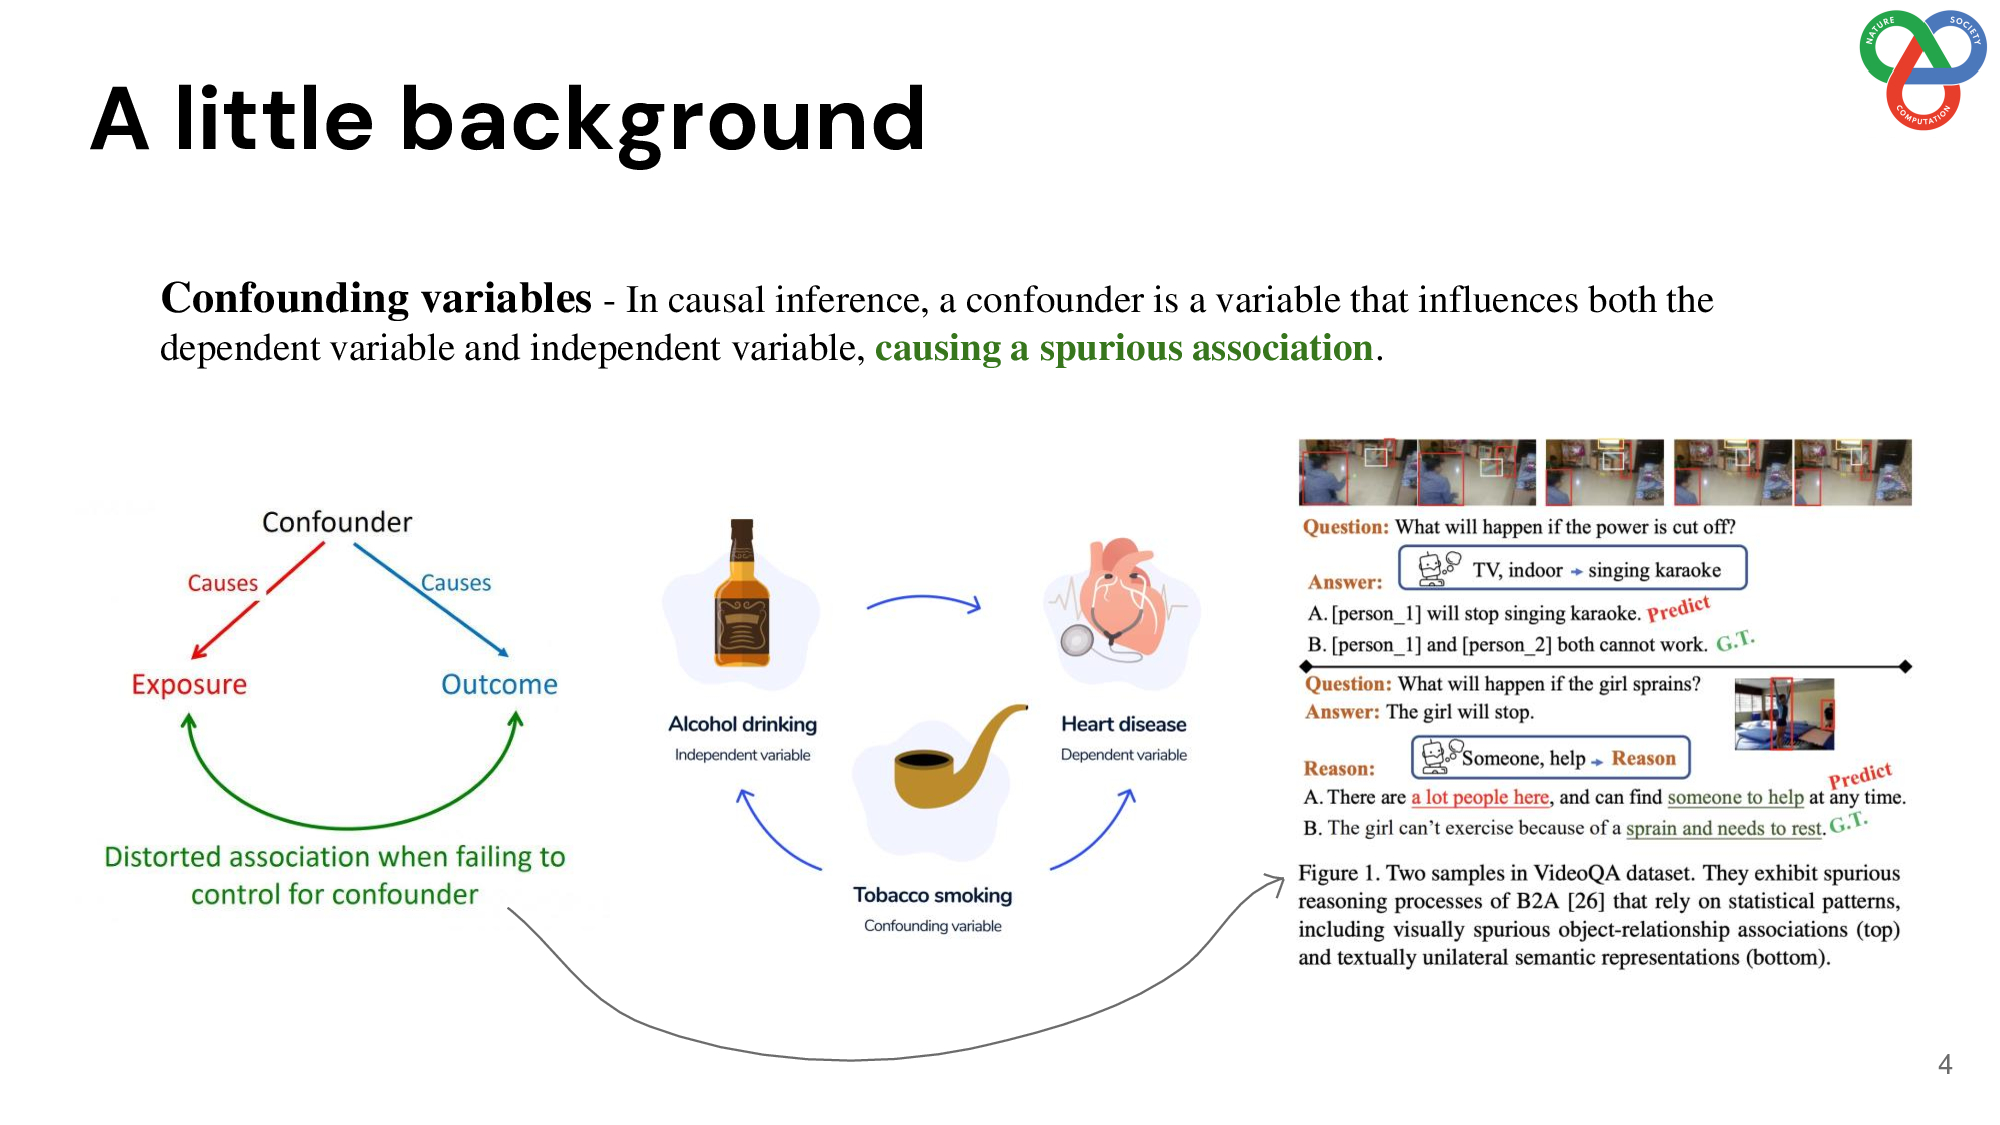 NATURE
SOCIETY
COMPUTATION
A little background
Confounding variables - In causal inference, a confounder is a variable that influences both the
dependent variable and independent variable, causing a spurious association.
Confounder
Causes
Causes
Exposure
Outcome
Distorted association when failing to
control for confounder
Alcohol drinking
Independent variable
Heart disease
Dependent variable
Tobacco smoking
Confounding variable
Question: What will happen if the power is cut off?
TV, indoor → singing karaoke
Answer:
A. [person_1] will stop singing karaoke. Predict
B. [person_1] and [person_2] both cannot work. G.T.
Question: What will happen if the girl sprains?
Answer: The girl will stop.
Someone, help → Reason
Reason:
Predict
A. There are a lot people here, and can find someone to help at any time.
B. The girl can't exercise because of a sprain and needs to rest. G.T.
Figure 1. Two samples in VideoQA dataset. They exhibit spurious
reasoning processes of B2A [26] that rely on statistical patterns,
including visually spurious object-relationship associations (top)
and textually unilateral semantic representations (bottom).
4